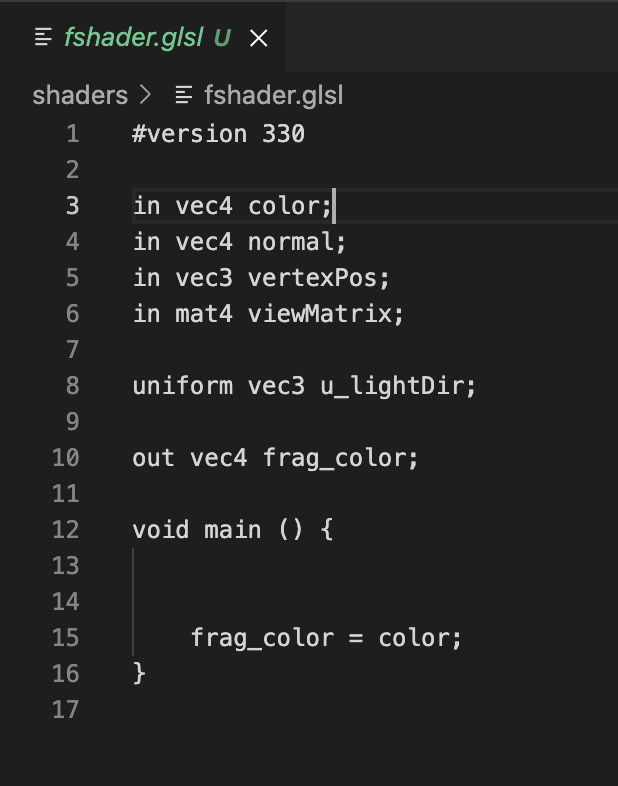 fshader.glsl U
shaders > fshader.glsl
1 #version 330
2
3 in vec4 color;
4 in vec4 normal;
5 in vec3 vertexPos;
6 in mat4 viewMatrix;
7
8 uniform vec3 u_lightDir;
9
10 out vec4 frag_color;
11
12 void main () {
13
14
15     frag_color = color;
16 }
17